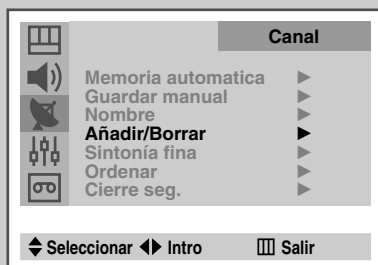 Canal
Memoria automatica
Guardar manual
Nombre
Añadir/Borrar
Sintonía fina
Ordenar
Cierre seg.
Seleccionar Intro Salir